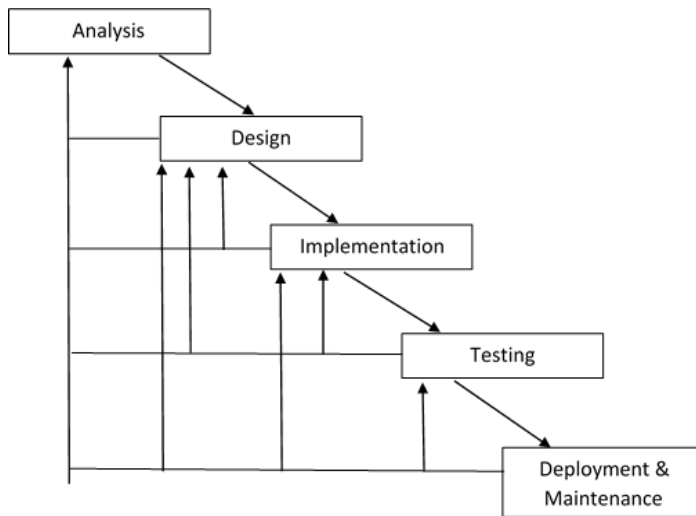 Analysis
Design
Implementation
Testing
Deployment &
Maintenance